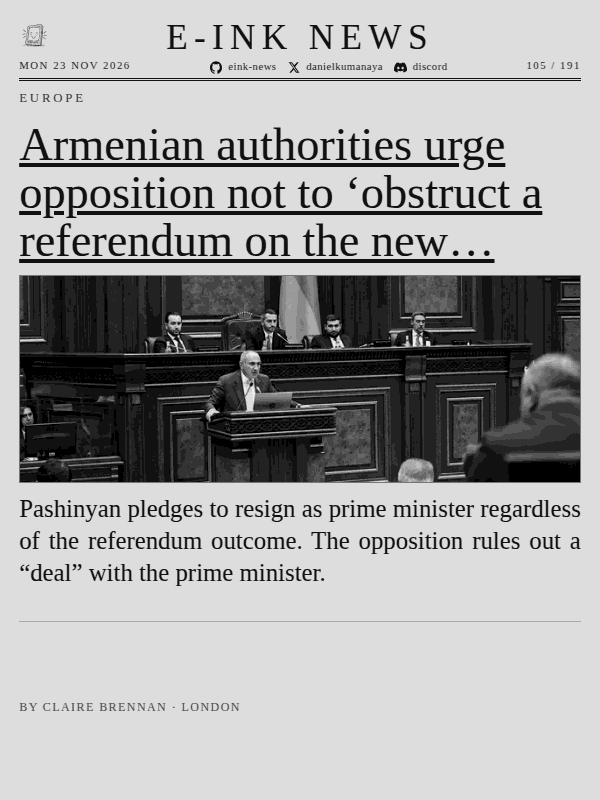 E-INK NEWS
MON 23 NOV 2026
eink-news
danielkumanaya
discord
105 / 191
EUROPE
Armenian authorities urge
opposition not to ‘obstruct a
referendum on the new…
Pashinyan pledges to resign as prime minister regardless
of the referendum outcome. The opposition rules out a
“deal” with the prime minister.
BY CLAIRE BRENNAN · LONDON